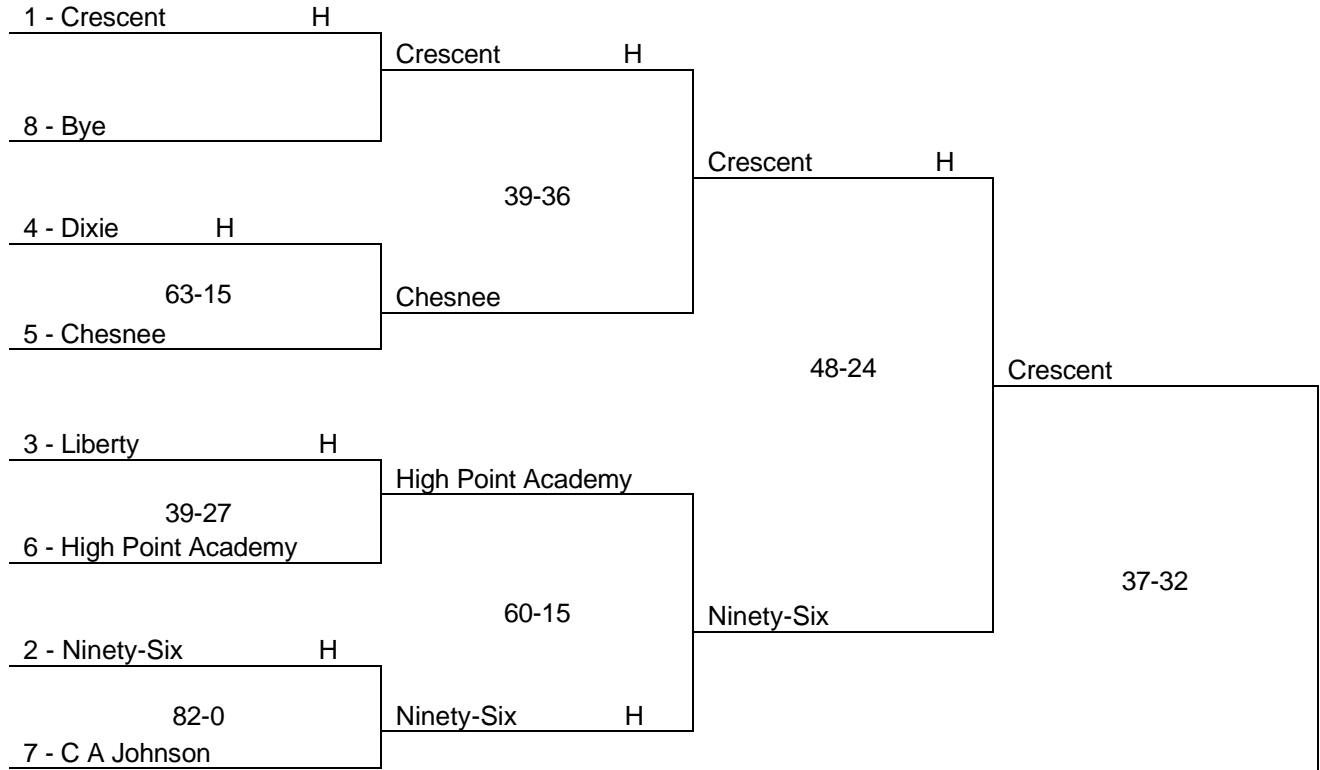 1 - Crescent H
8 - Bye
4 - Dixie H
63-15
5 - Chesnee
3 - Liberty H
39-27
6 - High Point Academy
2 - Ninety-Six H
82-0
7 - C A Johnson
Crescent H
39-36
Chesnee
High Point Academy
60-15
Ninety-Six H
Crescent H
48-24
Ninety-Six
Crescent
37-32